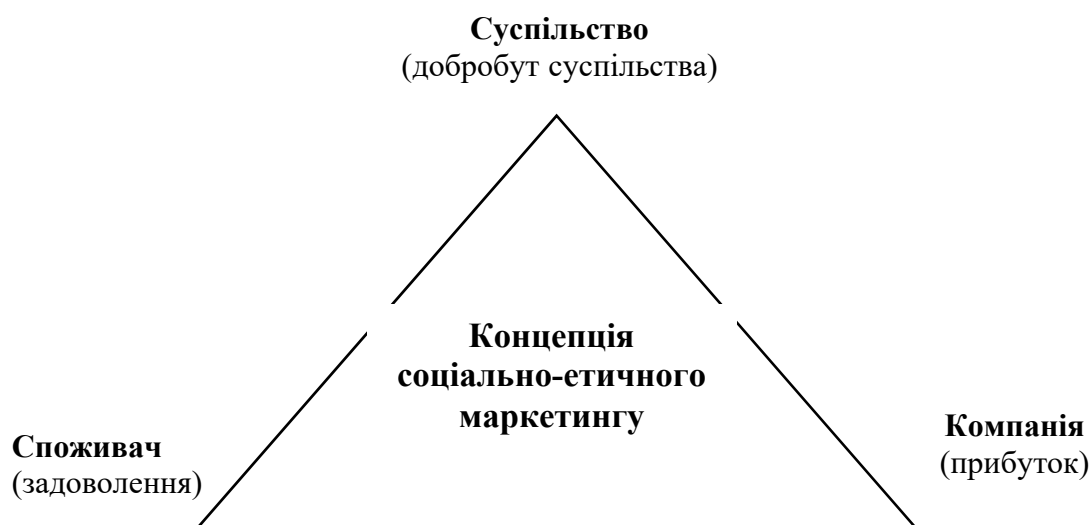 Суспільство
(добробут суспільства)
Концепція
соціально-етичного
маркетингу
Споживач
(задоволення)
Компанія
(прибуток)